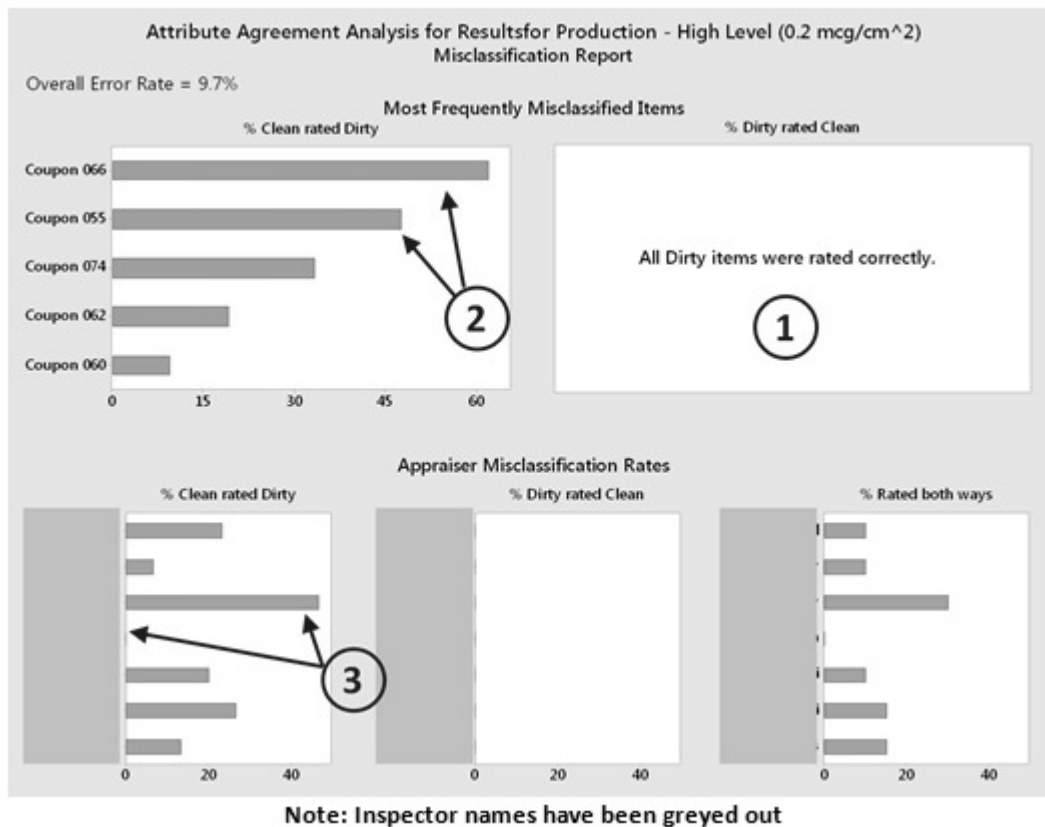 Attribute Agreement Analysis for Resultsfor Production - High Level (0.2 mcg/cm^2)
Misclassification Report
Overall Error Rate = 9.7%
Most Frequently Misclassified Items
% Clean rated Dirty
% Dirty rated Clean
Coupon 066
Coupon 055
Coupon 074
Coupon 062
Coupon 060
0 15 30 45 60
2
All Dirty items were rated correctly.
1
Appraiser Misclassification Rates
% Clean rated Dirty
% Dirty rated Clean
% Rated both ways
3
0 20 40
0 20 40
0 20 40
Note: Inspector names have been greyed out